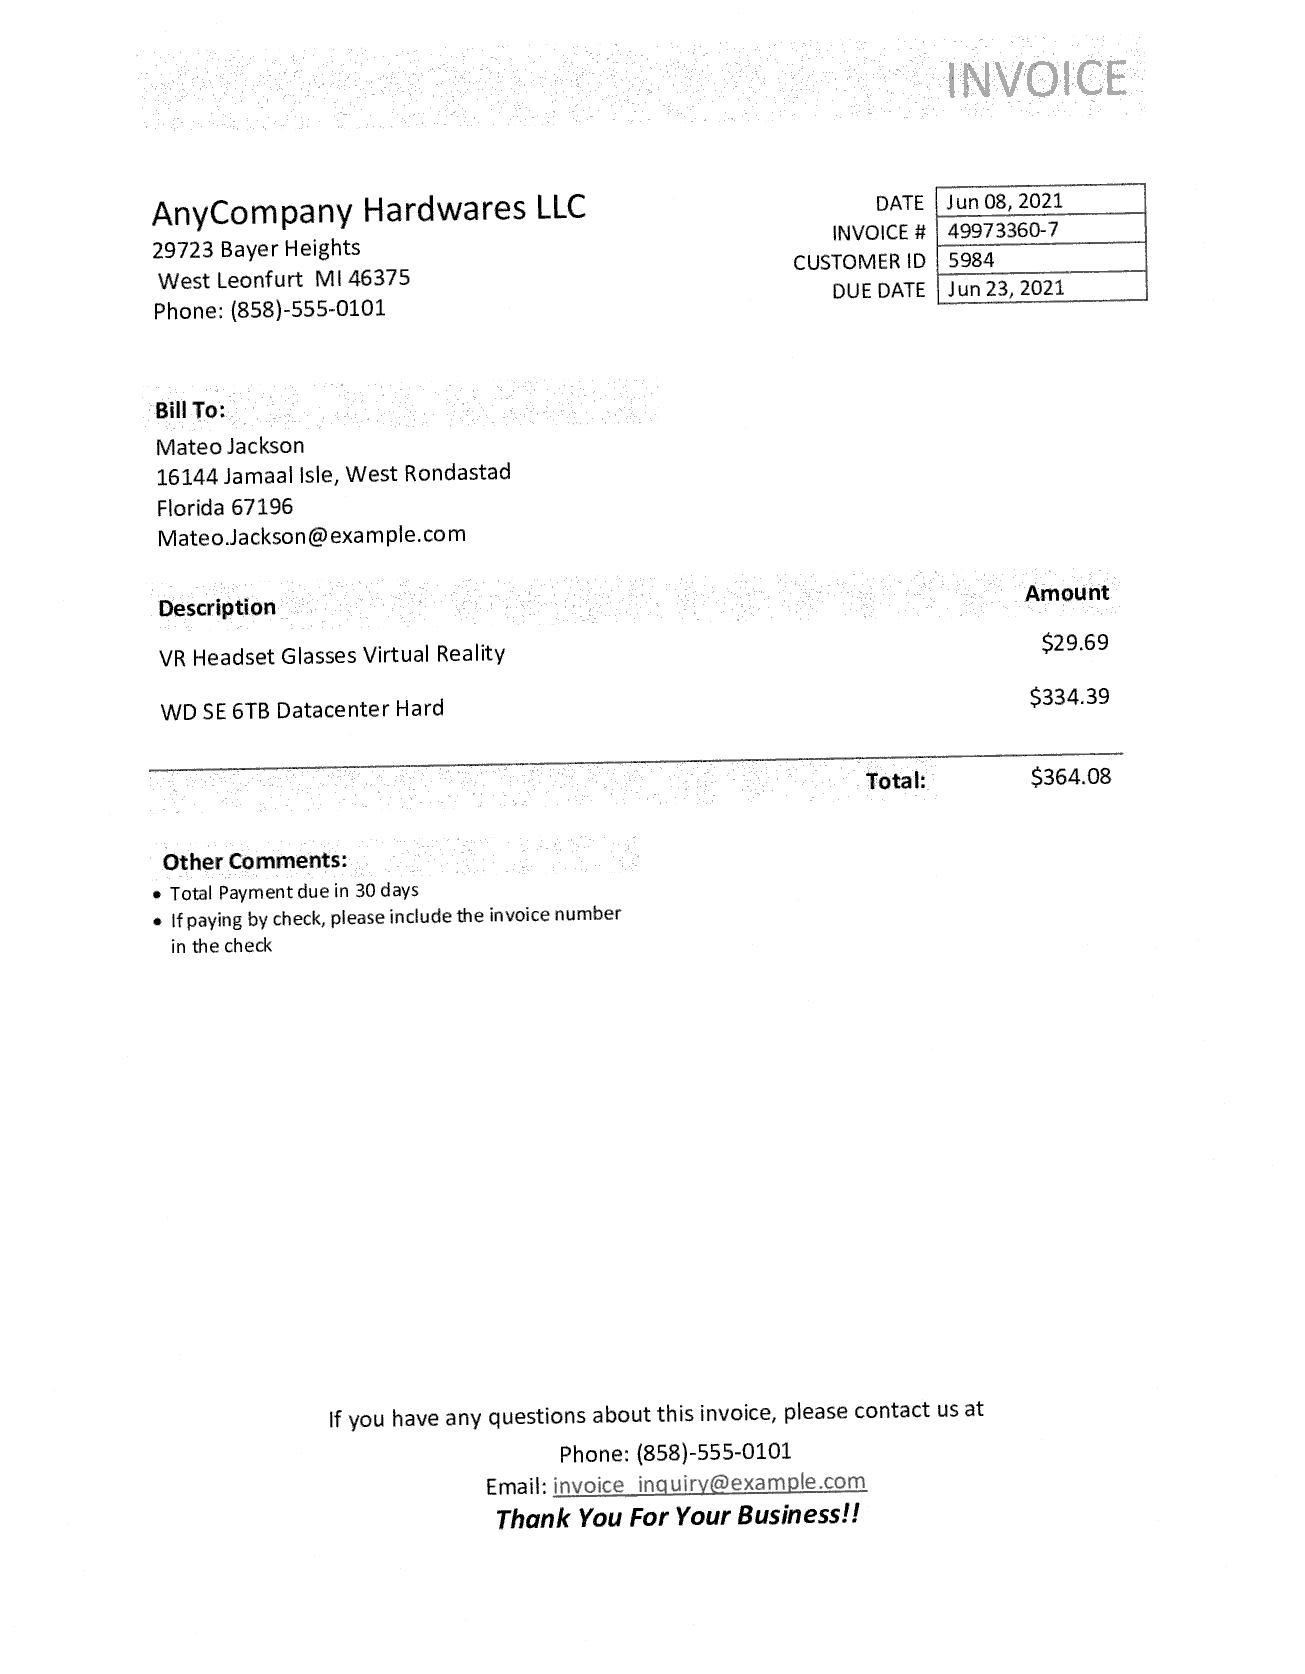 INVOICE
AnyCompany Hardwares LLC
29723 Bayer Heights
West Leonfurt MI 46375
Phone: (858)-555-0101
DATE Jun 08, 2021
INVOICE # 49973360-7
CUSTOMER ID 5984
DUE DATE Jun 23, 2021
Bill To:
Mateo Jackson
16144 Jamaal Isle, West Rondastad
Florida 67196
Mateo.Jackson@example.com
Description Amount
VR Headset Glasses Virtual Reality $29.69
WD SE 6TB Datacenter Hard $334.39
Total: $364.08
Other Comments:
• Total Payment due in 30 days
• If paying by check, please include the invoice number
in the check
If you have any questions about this invoice, please contact us at
Phone: (858)-555-0101
Email: invoice_inquiry@example.com
Thank You For Your Business!!